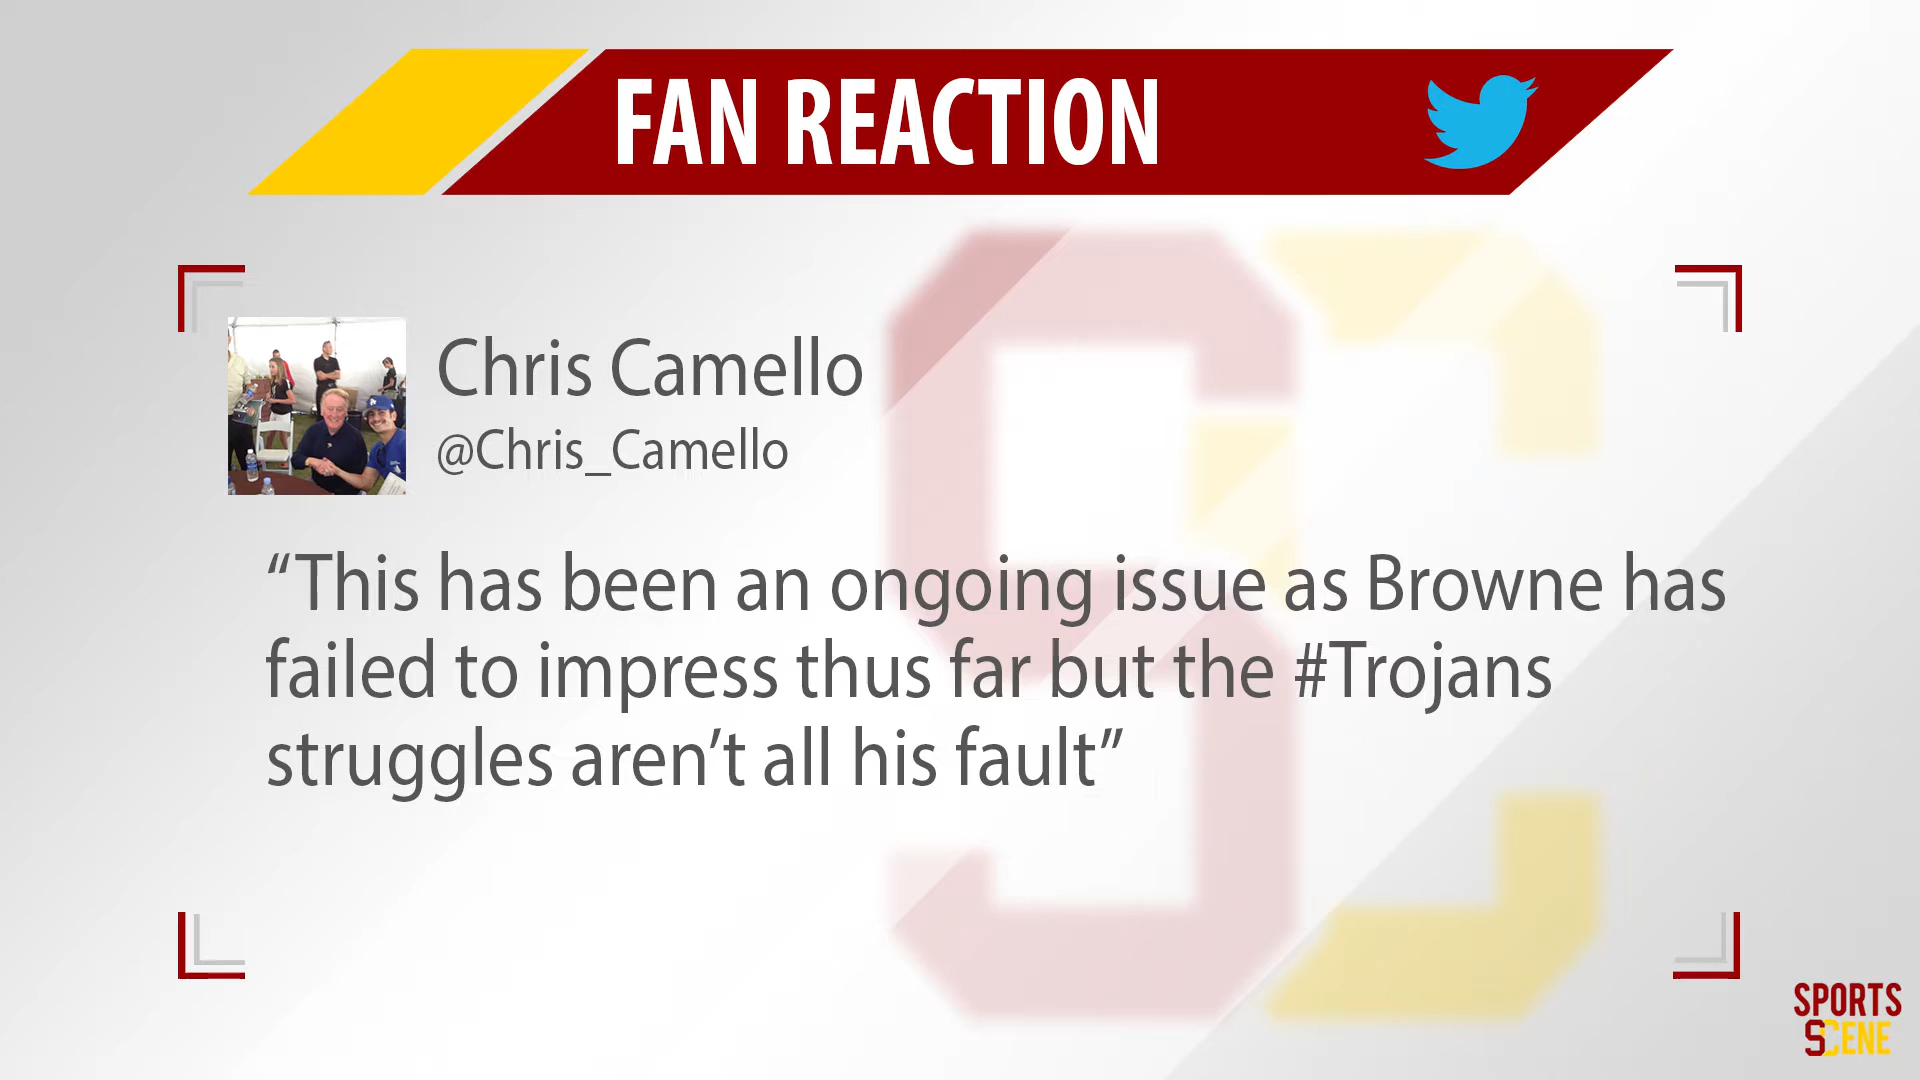 FAN REACTION
Chris Camello
@Chris_Camello
“This has been an ongoing issue as Browne has
failed to impress thus far but the #Trojans
struggles aren’t all his fault”
SPORTS
SCENE